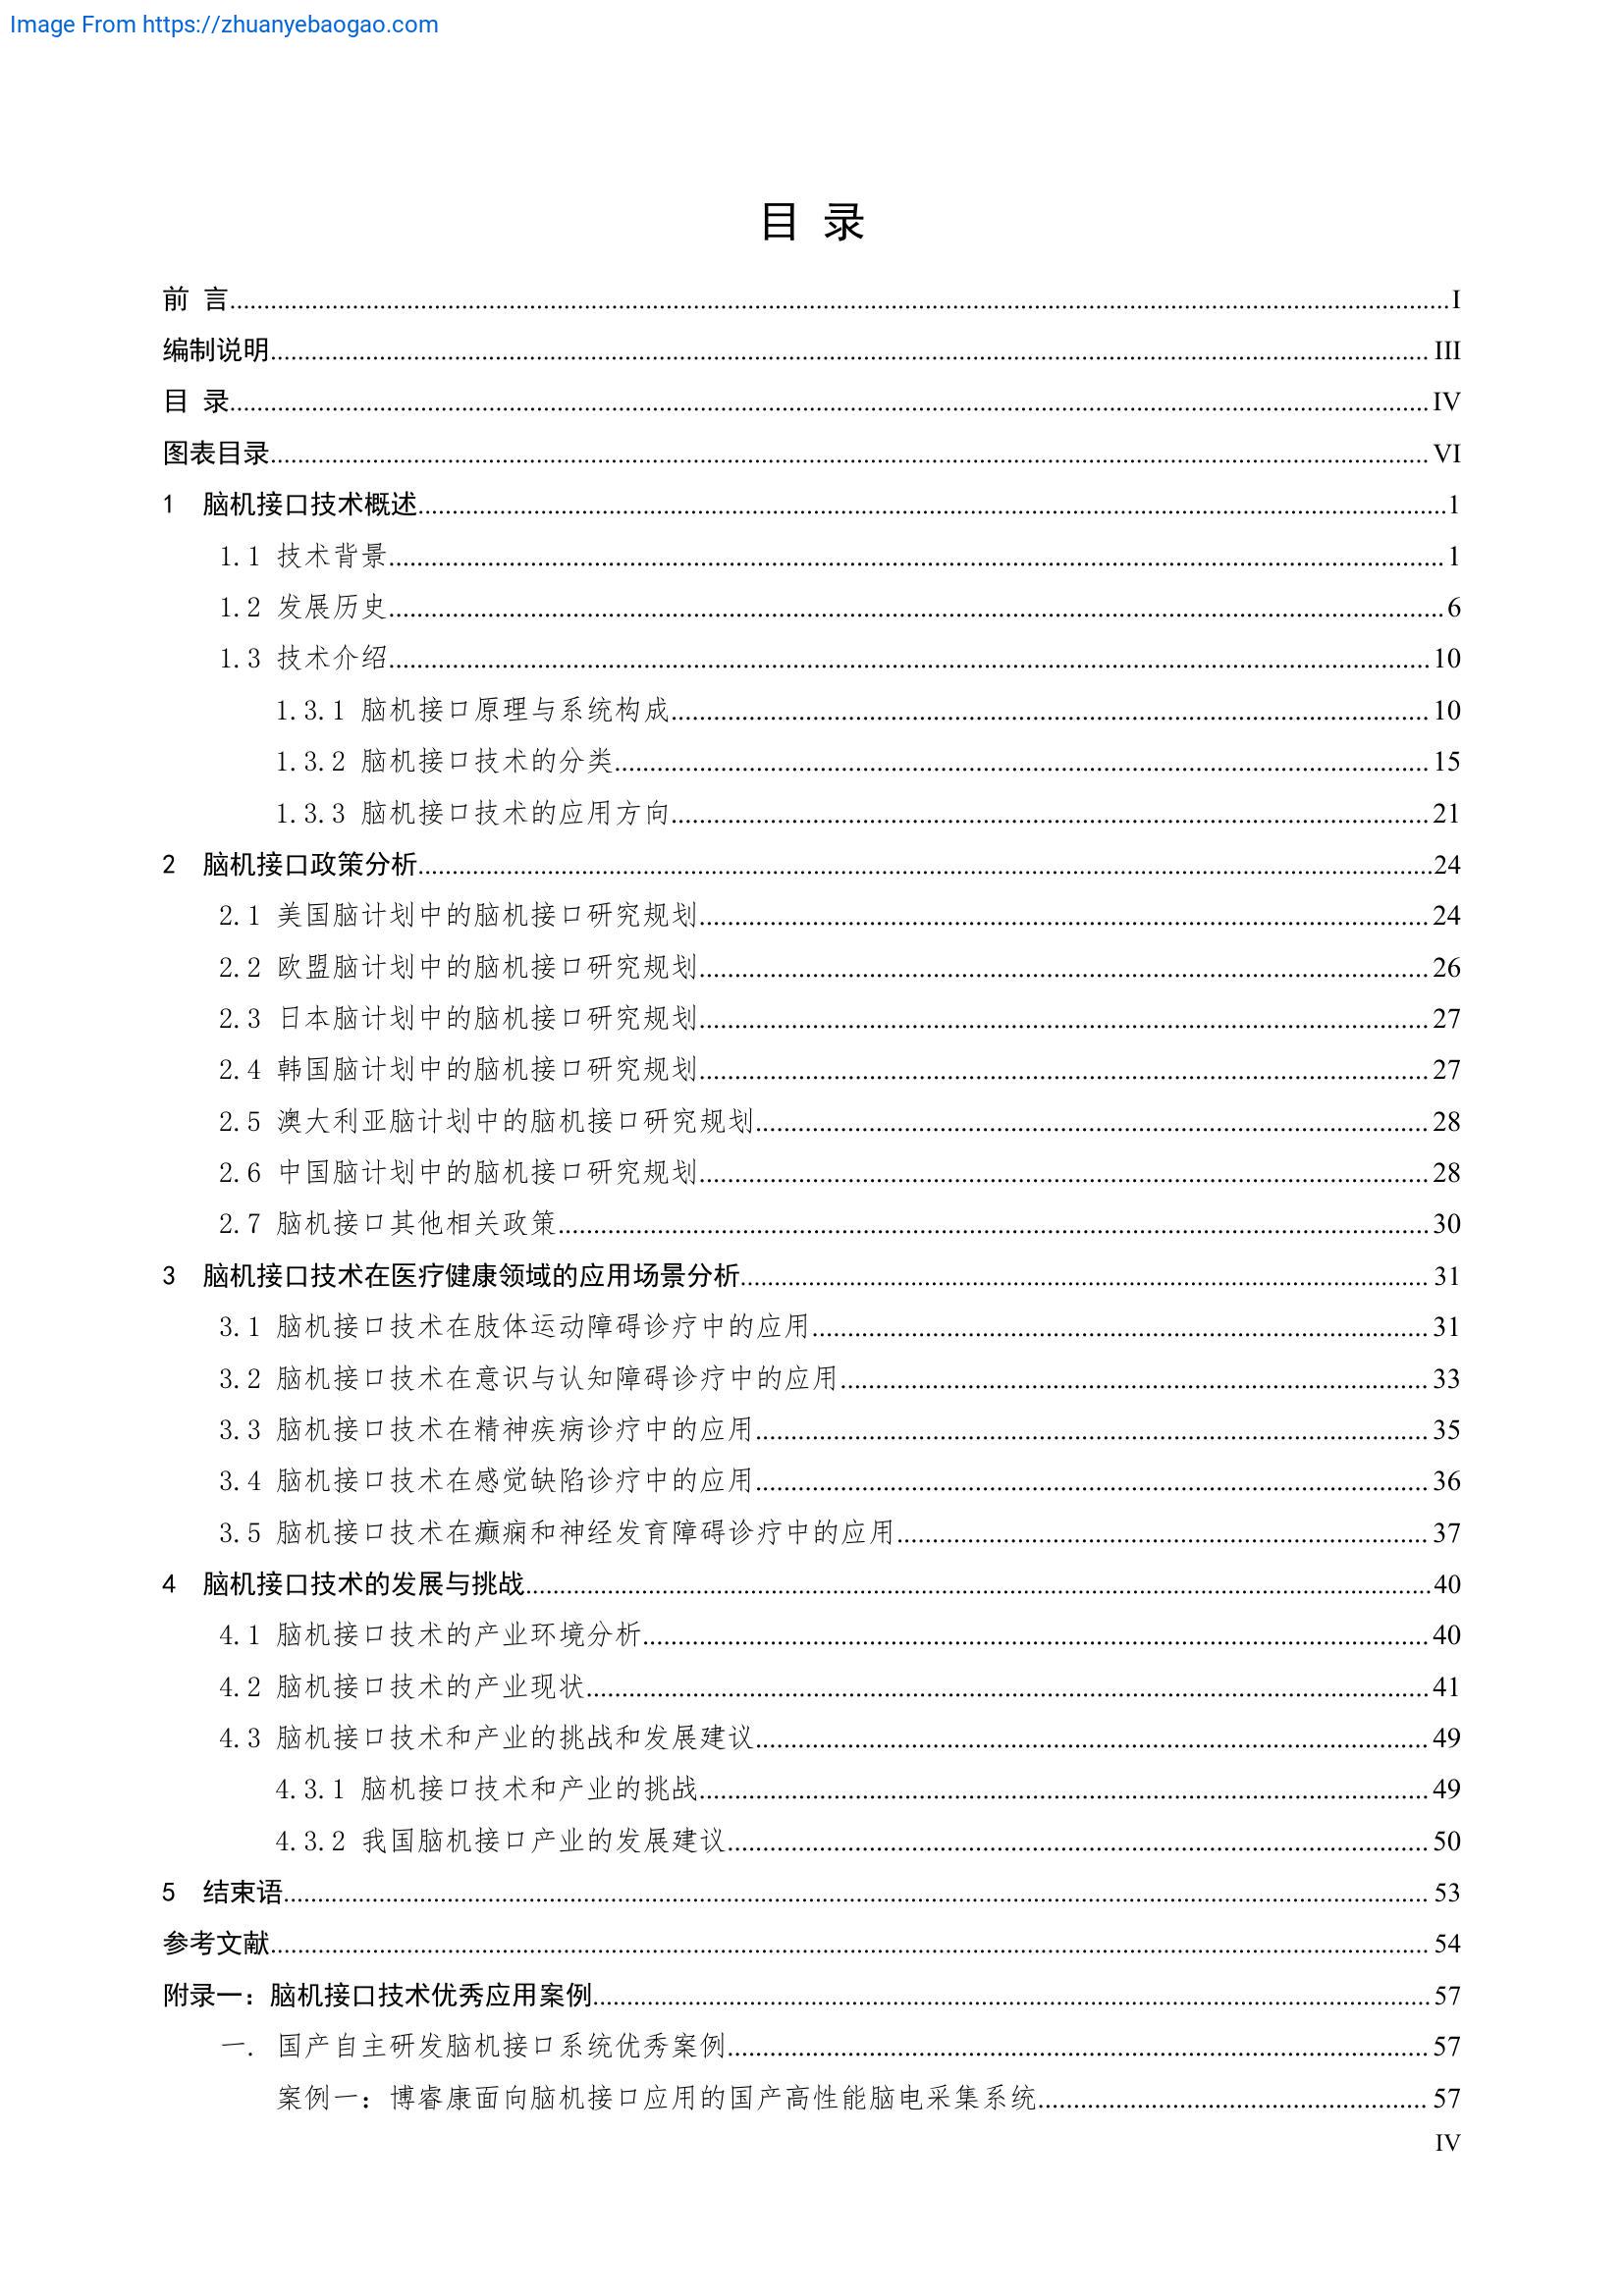 Image From https://zhuanyebaogao.com
目 录
前 言 I
编制说明 III
目 录 IV
图表目录 VI
1 脑机接口技术概述 1
1.1 技术背景 1
1.2 发展历史 6
1.3 技术介绍 10
1.3.1 脑机接口原理与系统构成 10
1.3.2 脑机接口技术的分类 15
1.3.3 脑机接口技术的应用方向 21
2 脑机接口政策分析 24
2.1 美国脑计划中的脑机接口研究规划 24
2.2 欧盟脑计划中的脑机接口研究规划 26
2.3 日本脑计划中的脑机接口研究规划 27
2.4 韩国脑计划中的脑机接口研究规划 27
2.5 澳大利亚脑计划中的脑机接口研究规划 28
2.6 中国脑计划中的脑机接口研究规划 28
2.7 脑机接口其他相关政策 30
3 脑机接口技术在医疗健康领域的应用场景分析 31
3.1 脑机接口技术在肢体运动障碍诊疗中的应用 31
3.2 脑机接口技术在意识与认知障碍诊疗中的应用 33
3.3 脑机接口技术在精神疾病诊疗中的应用 35
3.4 脑机接口技术在感觉缺陷诊疗中的应用 36
3.5 脑机接口技术在癫痫和神经发育障碍诊疗中的应用 37
4 脑机接口技术的发展与挑战 40
4.1 脑机接口技术的产业环境分析 40
4.2 脑机接口技术的产业现状 41
4.3 脑机接口技术和产业的挑战和发展建议 49
4.3.1 脑机接口技术和产业的挑战 49
4.3.2 我国脑机接口产业的发展建议 50
5 结束语 53
参考文献 54
附录一：脑机接口技术优秀应用案例 57
一. 国产自主研发脑机接口系统优秀案例 57
案例一：博睿康面向脑机接口应用的国产高性能脑电采集系统 57
IV